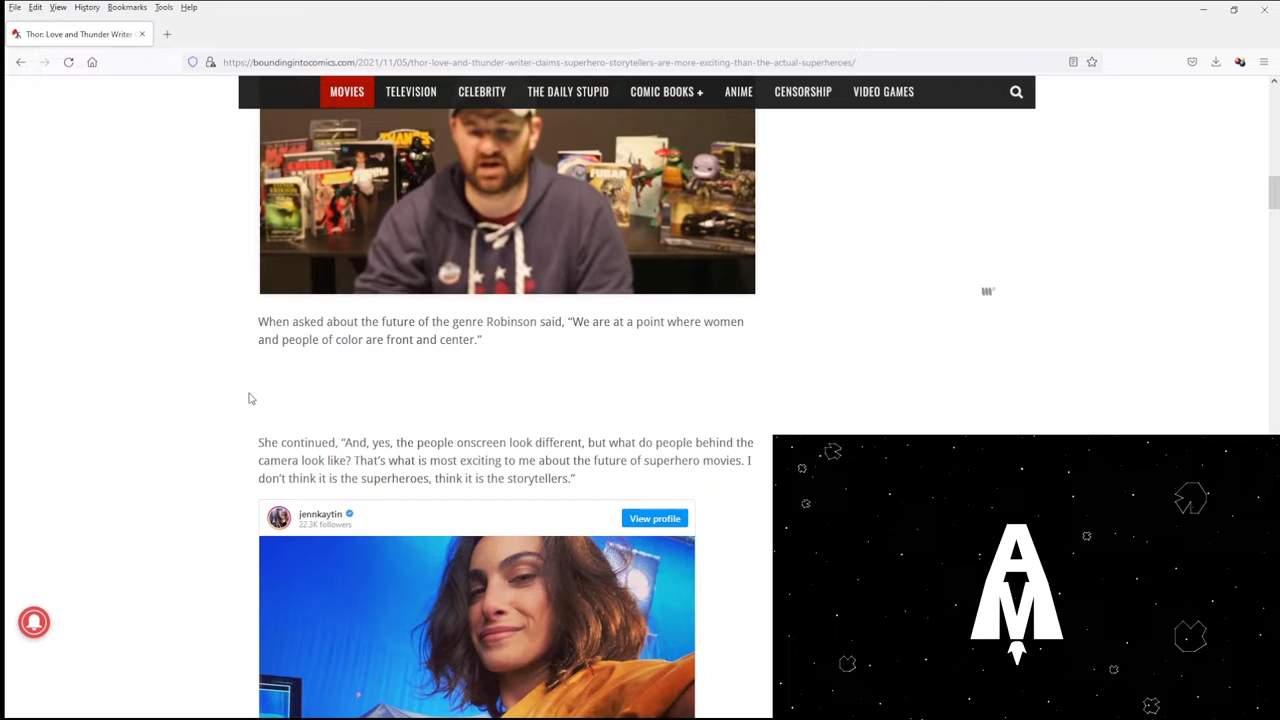 File Edit View History Bookmarks Tools Help
Thor: Love and Thunder Writer
https://boundingintocomics.com/2021/11/05/thor-love-and-thunder-writer-claims-superhero-storytellers-are-more-exciting-than-the-actual-superheroes/
MOVIES TELEVISION CELEBRITY THE DAILY STUPID COMIC BOOKS + ANIME CENSORSHIP VIDEO GAMES
When asked about the future of the genre Robinson said, “We are at a point where women
and people of color are front and center.”
She continued, “And, yes, the people onscreen look different, but what do people behind the
camera look like? That’s what is most exciting to me about the future of superhero movies. I
don’t think it is the superheroes, think it is the storytellers.”
jennkaytin
22.3K followers
View profile
AM